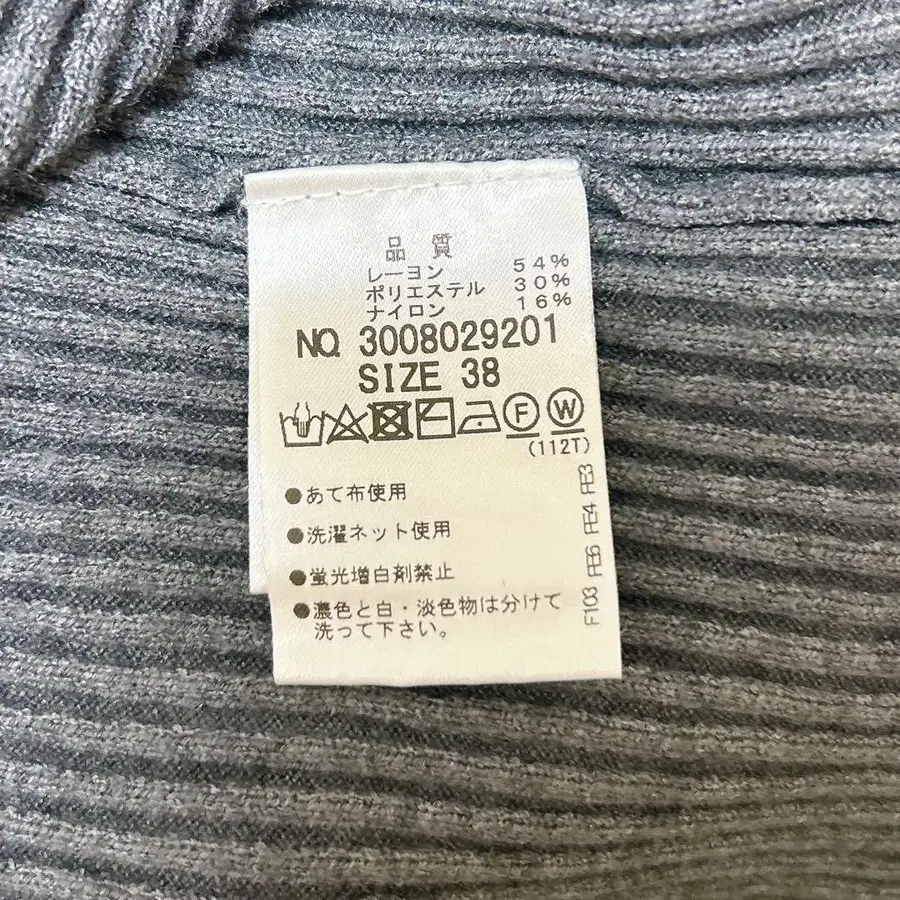 品質
レーヨン 54%
ポリエステル 30%
ナイロン 16%
NO. 3008029201
SIZE 38
F W
(112T)
●あて布使用
●洗濯ネット使用
●蛍光増白剤禁止
●濃色と白・淡色物は分けて
洗って下さい。
F103 FE6 FE4 FE3